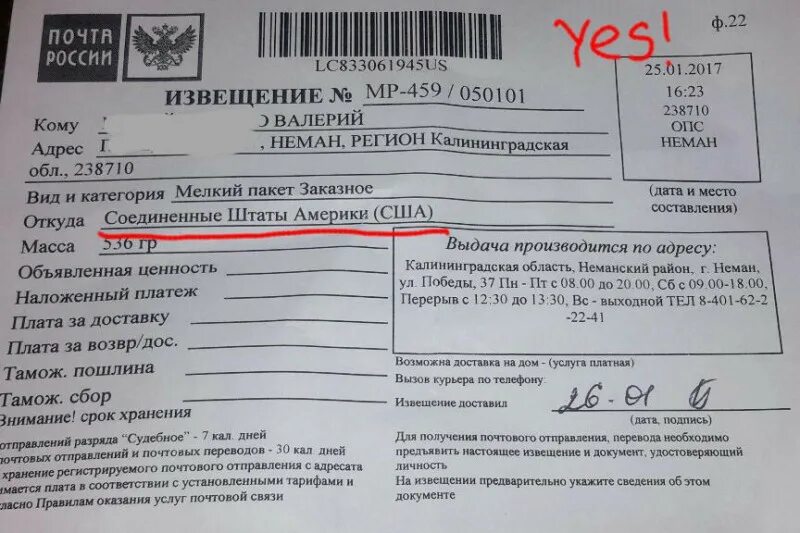 ПОЧТА
РОССИИ
LC833061945US
Yes!
ф.22
ИЗВЕЩЕНИЕ № МР-459 / 050101
25.01.2017
16:23
238710
ОПС
НЕМАН
(дата и место
составления)
Кому ВАЛЕРИЙ
Адрес , НЕМАН, РЕГИОН Калининградская
обл., 238710
Вид и категория Мелкий пакет Заказное
Откуда Соединенные Штаты Америки (США)
Масса 536 гр
Объявленная ценность
Наложенный платеж
Плата за доставку
Плата за возвр/дос.
Тамож. пошлина
Тамож. сбор
Внимание! срок хранения
отправлений разряда "Судебное" - 7 кал. дней
почтовых отправлений и почтовых переводов - 30 кал. дней
хранение регистрируемого почтового отправления с адресата
имается плата в соответствии с установленными тарифами и
гласно Правилам оказания услуг почтовой связи
Выдача производится по адресу:
Калининградская область, Неманский район, г. Неман,
ул. Победы, 37 Пн - Пт с 08.00 до 20.00, Сб с 09.00-18.00,
Перерыв с 12:30 до 13:30, Вс - выходной ТЕЛ 8-401-62-2
-22-41
Возможна доставка на дом - (услуга платная)
Вызов курьера по телефону:
Извещение доставил 26-01
(дата, подпись)
Для получения почтового отправления, перевода необходимо
предъявить настоящее извещение и документ, удостоверяющий
личность
На извещении предварительно укажите сведения об этом
документе